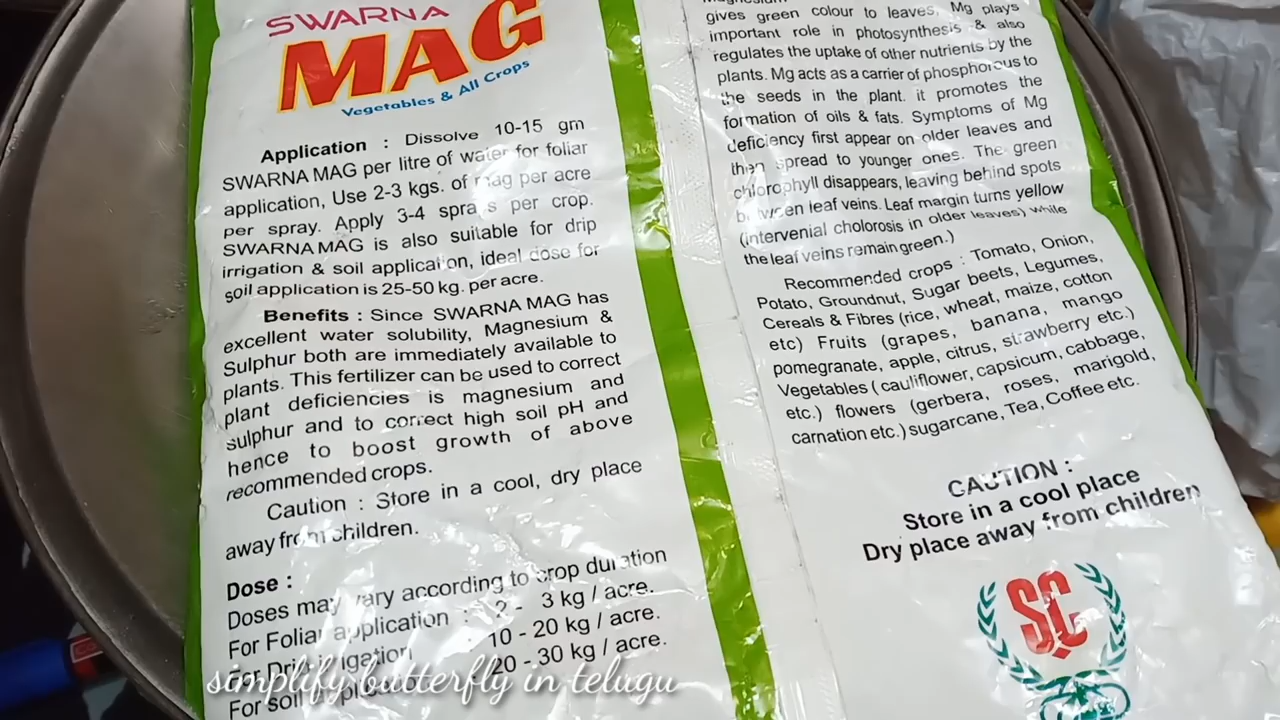 SWARNA
MAG
Vegetables & All Crops
Application : Dissolve 10-15 gm
SWARNA MAG per litre of water for foliar
application, Use 2-3 kgs. of mag per acre
per spray. Apply 3-4 sprays per crop.
SWARNA MAG is also suitable for drip
irrigation & soil application, ideal dose for
soil application is 25-50 kg. per acre.
Benefits : Since SWARNA MAG has
excellent water solubility, Magnesium &
Sulphur both are immediately available to
plants. This fertilizer can be used to correct
plant deficiencies is magnesium and
sulphur and to correct high soil pH and
hence to boost growth of above
recommended crops.
Caution : Store in a cool, dry place
away from children.
Dose :
Doses may vary according to crop duration
For Foliar application : 2 - 3 kg / acre.
For Drip irrigation 10 - 20 kg / acre.
For soil 20 - 30 kg / acre.
gives green colour to leaves, Mg plays
important role in photosynthesis & also
regulates the uptake of other nutrients by the
plants. Mg acts as a carrier of phosphorous to
the seeds in the plant. it promotes the
formation of oils & fats. Symptoms of Mg
deficiency first appear on older leaves and
then spread to younger ones. The green
chlorophyll disappears, leaving behind spots
between leaf veins. Leaf margin turns yellow
(intervenial cholorosis in older leaves) while
the leaf veins remain green.)
Recommended crops : Tomato, Onion,
Potato, Groundnut, Sugar beets, Legumes,
Cereals & Fibres (rice, wheat, maize, cotton
etc) Fruits (grapes, banana, mango
pomegranate, apple, citrus, strawberry etc.)
Vegetables ( cauliflower, capsicum, cabbage,
etc.) flowers (gerbera, roses, marigold,
carnation etc.) sugarcane, Tea, Coffee etc.
CAUTION :
Store in a cool place
Dry place away from children
SC
simplify butterfly in telugu